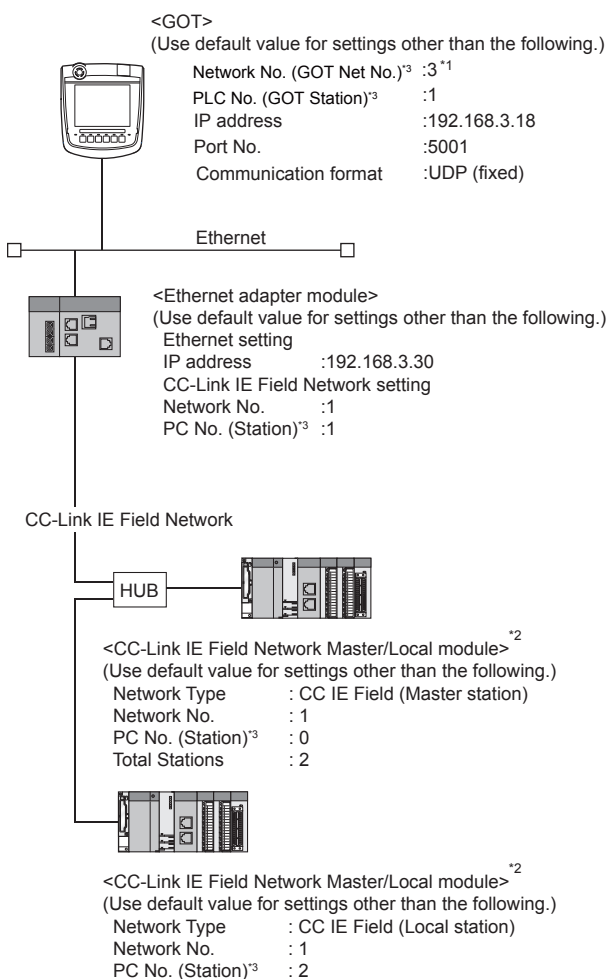 <GOT>
(Use default value for settings other than the following.)
Network No. (GOT Net No.)*3 :3 *1
PLC No. (GOT Station)*3 :1
IP address :192.168.3.18
Port No. :5001
Communication format :UDP (fixed)
Ethernet
<Ethernet adapter module>
(Use default value for settings other than the following.)
Ethernet setting
IP address :192.168.3.30
CC-Link IE Field Network setting
Network No. :1
PC No. (Station)*3 :1
CC-Link IE Field Network
HUB
<CC-Link IE Field Network Master/Local module>*2
(Use default value for settings other than the following.)
Network Type : CC IE Field (Master station)
Network No. : 1
PC No. (Station)*3 : 0
Total Stations : 2
<CC-Link IE Field Network Master/Local module>*2
(Use default value for settings other than the following.)
Network Type : CC IE Field (Local station)
Network No. : 1
PC No. (Station)*3 : 2